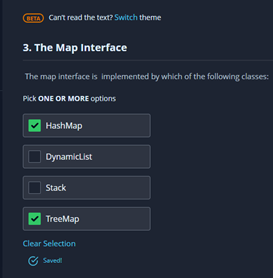 BETA Can't read the text? Switch theme
3. The Map Interface
The map interface is implemented by which of the following classes:
Pick ONE OR MORE options
HashMap
DynamicList
Stack
TreeMap
Clear Selection
Saved!